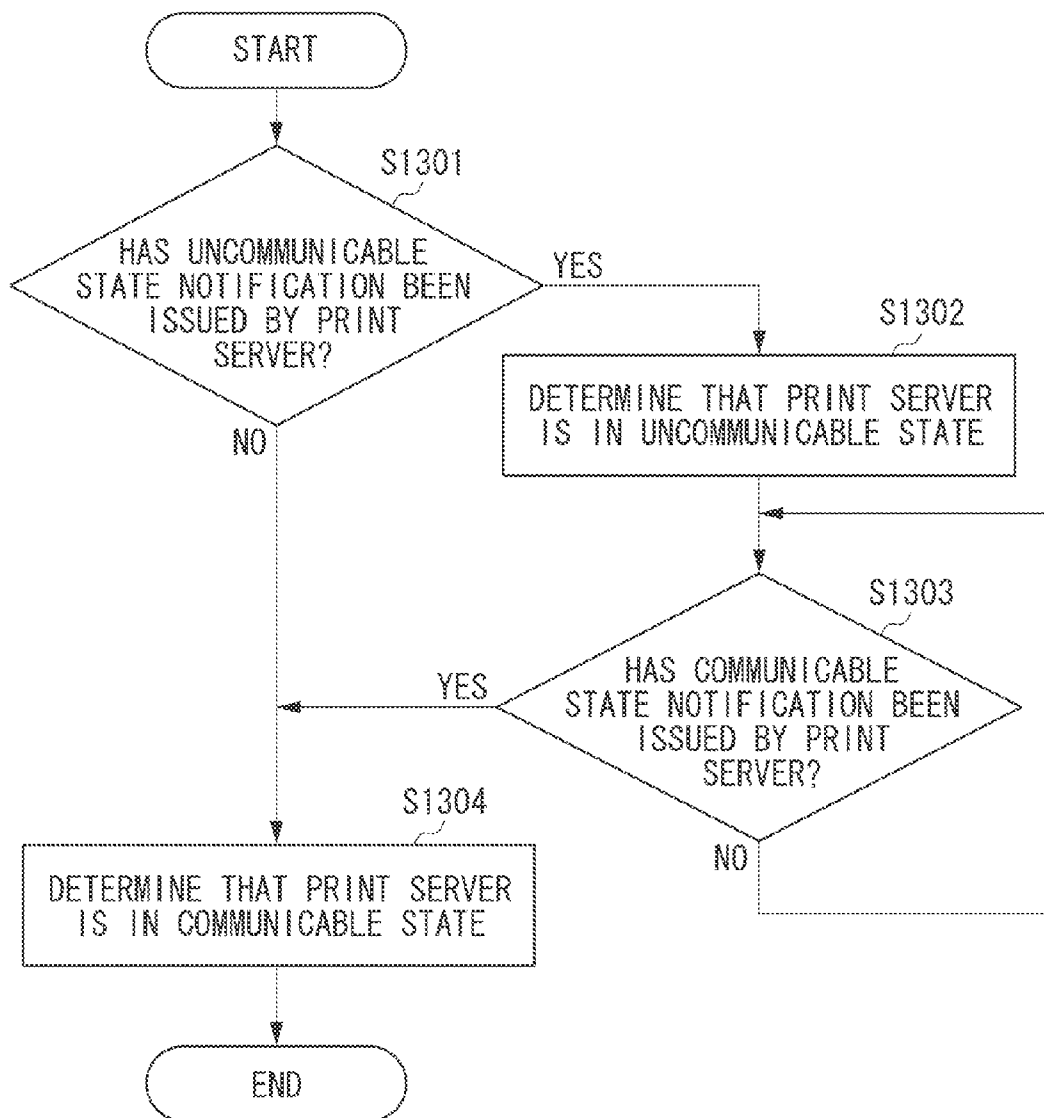 START
S1301
HAS UNCOMMUNICABLE
STATE NOTIFICATION BEEN
ISSUED BY PRINT
SERVER?
YES
NO
S1302
DETERMINE THAT PRINT SERVER
IS IN UNCOMMUNICABLE STATE
S1303
HAS COMMUNICABLE
STATE NOTIFICATION BEEN
ISSUED BY PRINT
SERVER?
YES
NO
S1304
DETERMINE THAT PRINT SERVER
IS IN COMMUNICABLE STATE
END